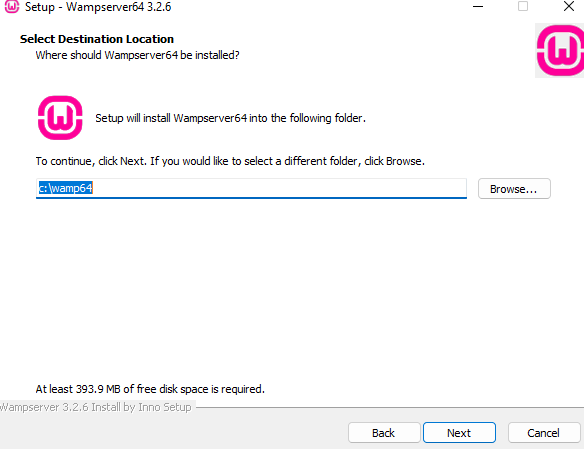 Setup - Wampserver64 3.2.6
Select Destination Location
Where should Wampserver64 be installed?
Setup will install Wampserver64 into the following folder.
To continue, click Next. If you would like to select a different folder, click Browse.
c:\wamp64
Browse...
At least 393.9 MB of free disk space is required.
Wampserver 3.2.6 Install by Inno Setup
Back
Next
Cancel